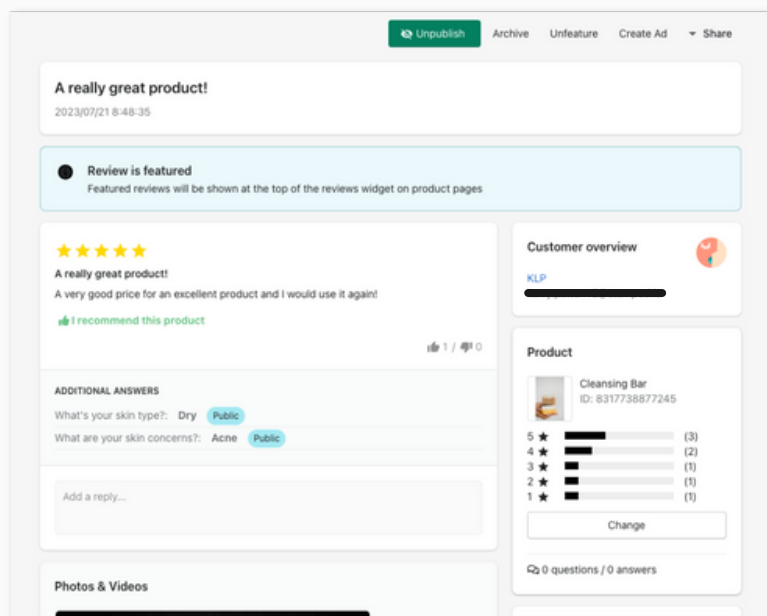 Unpublish Archive Unfeature Create Ad Share
A really great product!
2023/07/21 8:48:35
Review is featured
Featured reviews will be shown at the top of the reviews widget on product pages
A really great product!
A very good price for an excellent product and I would use it again!
I recommend this product
1 / 0
ADDITIONAL ANSWERS
What's your skin type?: Dry Public
What are your skin concerns?: Acne Public
Add a reply...
Photos & Videos
Customer overview
KLP
Product
Cleansing Bar
ID: 8317738877245
5 ★ (3)
4 ★ (2)
3 ★ (1)
2 ★ (1)
1 ★ (1)
Change
0 questions / 0 answers